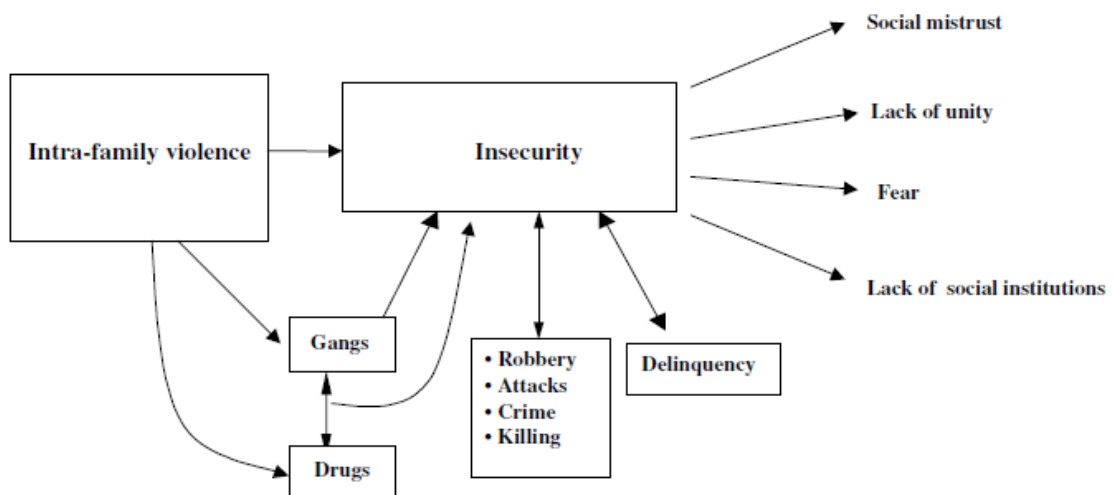 Social mistrust
Lack of unity
Intra-family violence
Insecurity
Fear
Lack of social institutions
Gangs
• Robbery
• Attacks
• Crime
• Killing
Delinquency
Drugs